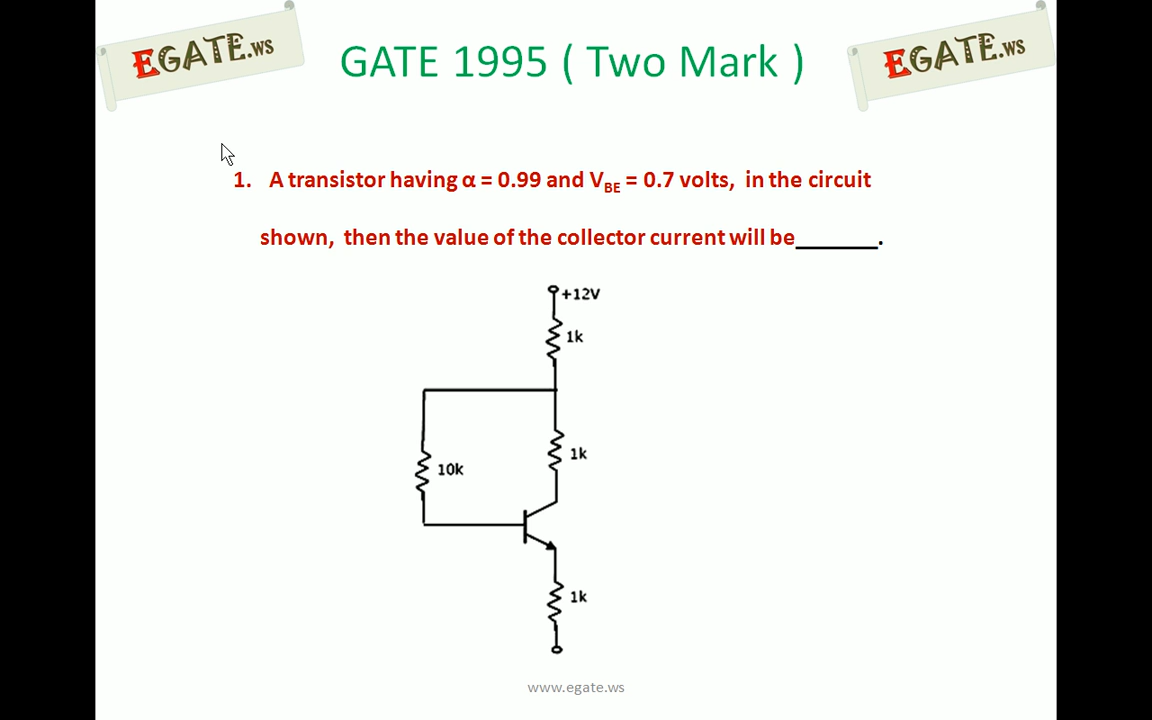 EGATE.ws
GATE 1995 ( Two Mark )
EGATE.ws
1. A transistor having α = 0.99 and VBE = 0.7 volts, in the circuit
shown, then the value of the collector current will be_______.
+12V
1k
1k
10k
1k
www.egate.ws